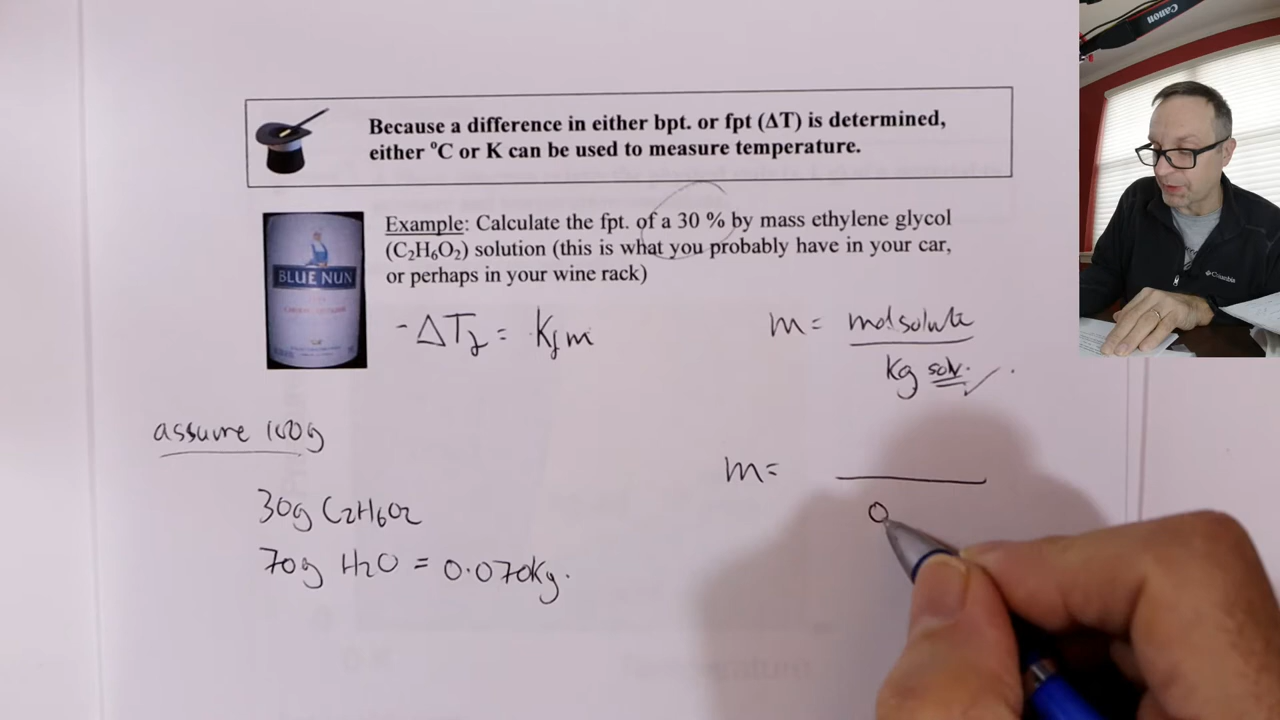 Canon
Because a difference in either bpt. or fpt (ΔT) is determined,
either °C or K can be used to measure temperature.
Example: Calculate the fpt. of a 30 % by mass ethylene glycol
(C₂H₆O₂) solution (this is what you probably have in your car,
or perhaps in your wine rack)
BLUE NUN
Columbia
-ΔTf = Kf m
m = mol solute
kg solv.
assume 100g
m =
0
30g C₂H₆O₂
70g H₂O = 0.070kg.